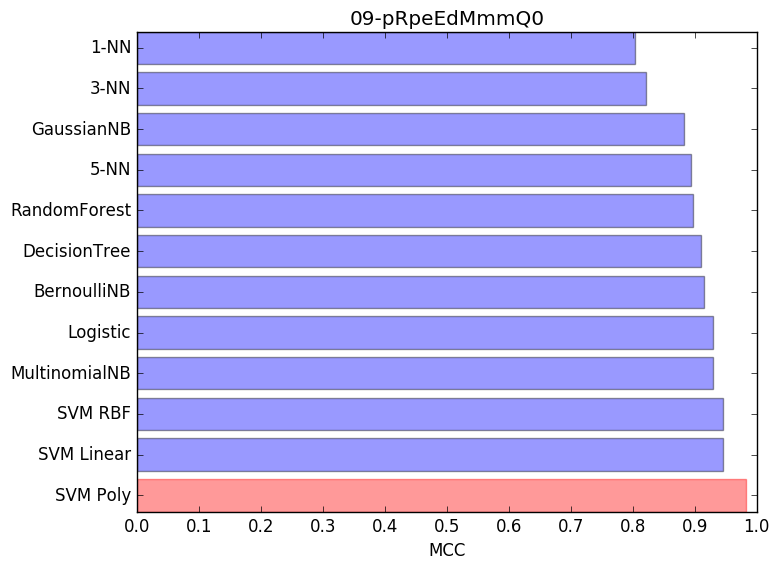 09-pRpeEdMmmQ0
1-NN
3-NN
GaussianNB
5-NN
RandomForest
DecisionTree
BernoulliNB
Logistic
MultinomialNB
SVM RBF
SVM Linear
SVM Poly
0.0 0.1 0.2 0.3 0.4 0.5 0.6 0.7 0.8 0.9 1.0
MCC